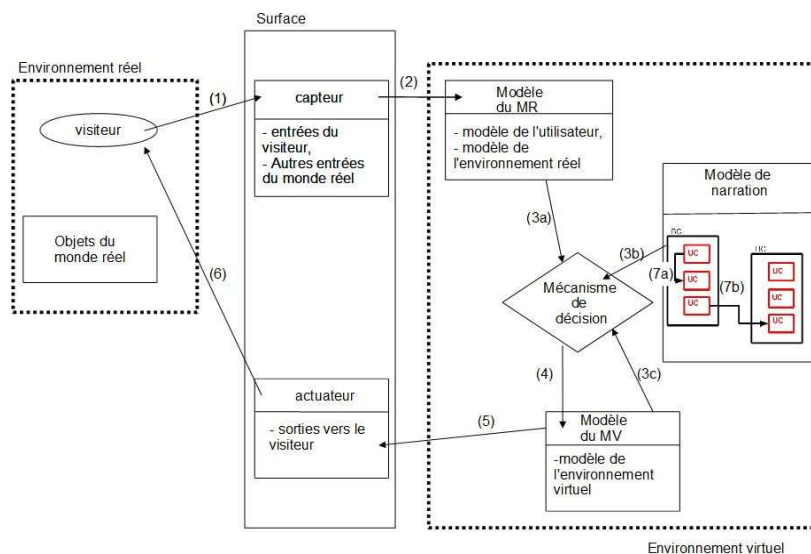 Surface
Environnement réel
(1)
(2)
visiteur
Objets du
monde réel
(6)
capteur
- entrées du
visiteur,
- Autres entrées
du monde réel
actuateur
- sorties vers le
visiteur
(5)
Modèle
du MR
- modèle de l'utilisateur,
- modèle de
l'environnement réel
(3a)
(3b)
Mécanisme
de
décision
(4)
(3c)
Modèle
du MV
-modèle de
l'environnement
virtuel
Modèle de
narration
UC
UC
UC
(7a)
(7b)
UC
UC
UC
Environnement virtuel